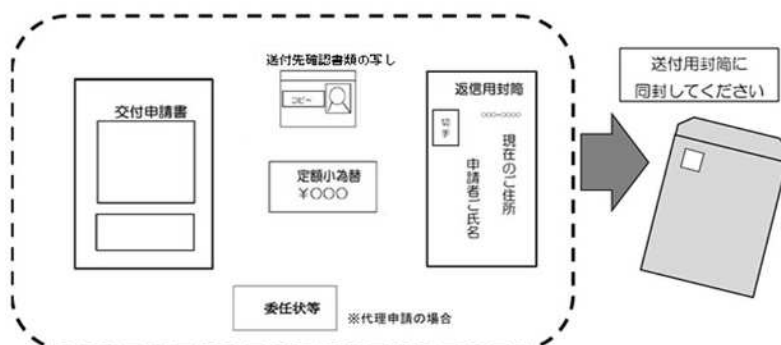 送付先確認書類の写し
コピー
交付申請書
定額小為替
¥○○○
返信用封筒
切手
○○○-○○○○
現在のご住所
申請者ご氏名
委任状等
※代理申請の場合
送付用封筒に
同封してください